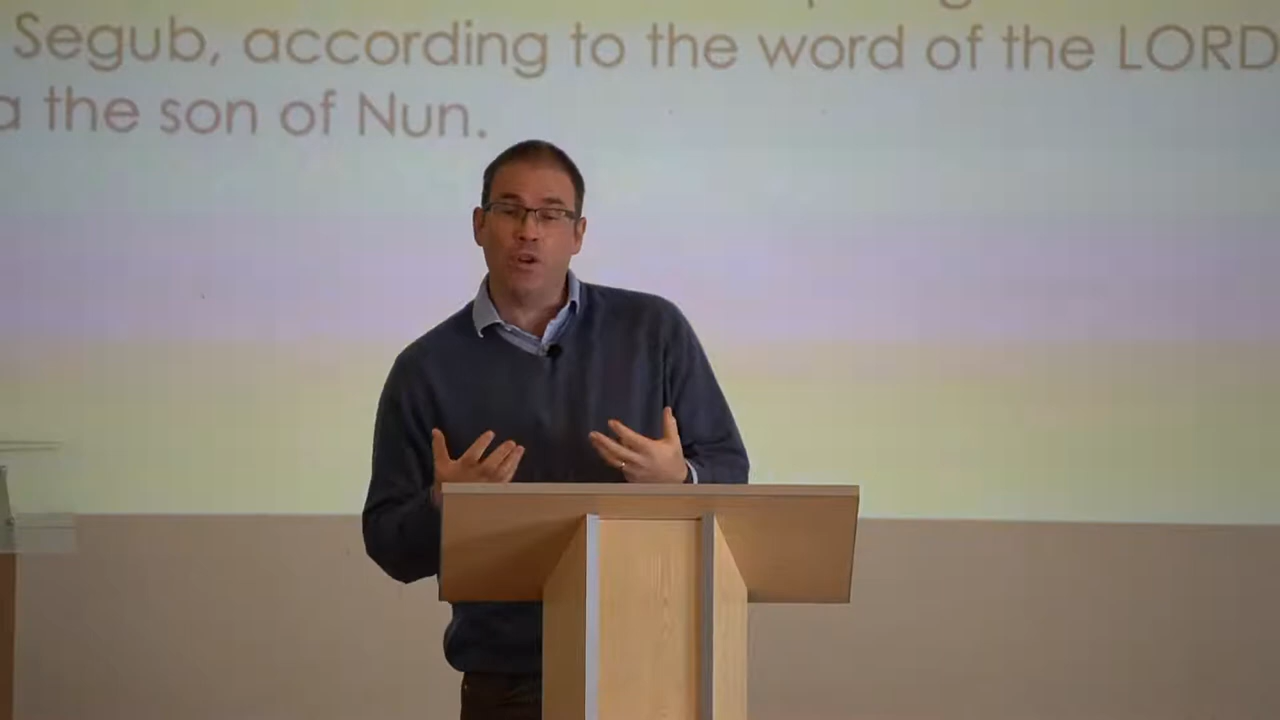 Segub, according to the word of the LORD
the son of Nun.